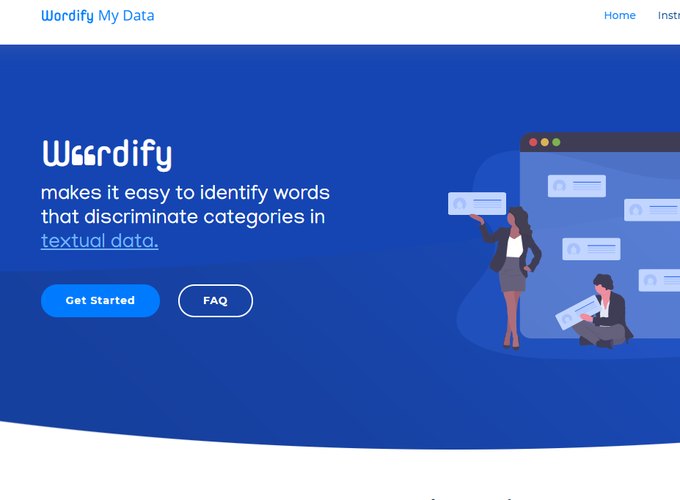 Wordify My Data
Home
Wordify
makes it easy to identify words
that discriminate categories in
textual data.
Get Started
FAQ